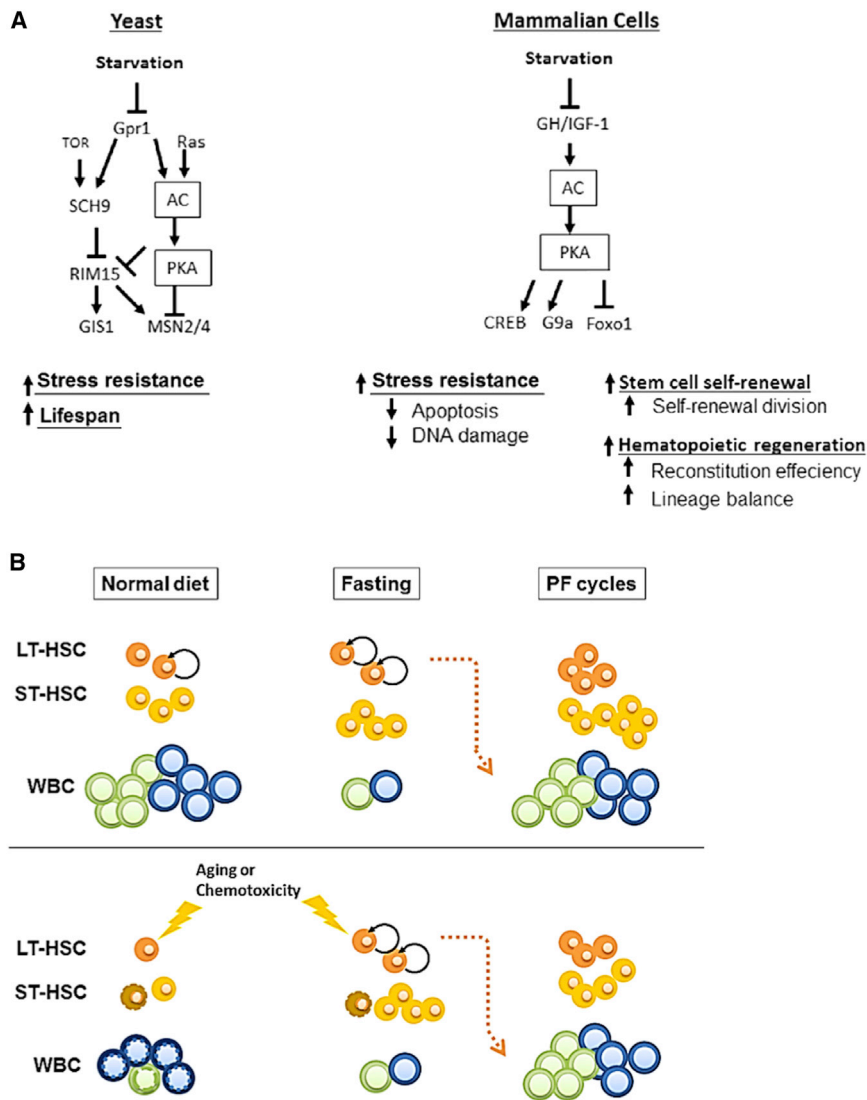 A
Yeast
Starvation
Gpr1
TOR
Ras
SCH9
AC
RIM15
PKA
GIS1
MSN2/4
Stress resistance
Lifespan
Mammalian Cells
Starvation
GH/IGF-1
AC
PKA
CREB
G9a
Foxo1
Stress resistance
Apoptosis
DNA damage
Stem cell self-renewal
Self-renewal division
Hematopoietic regeneration
Reconstitution effeciency
Lineage balance
B
Normal diet
Fasting
PF cycles
LT-HSC
ST-HSC
WBC
Aging or
Chemotoxicity
LT-HSC
ST-HSC
WBC